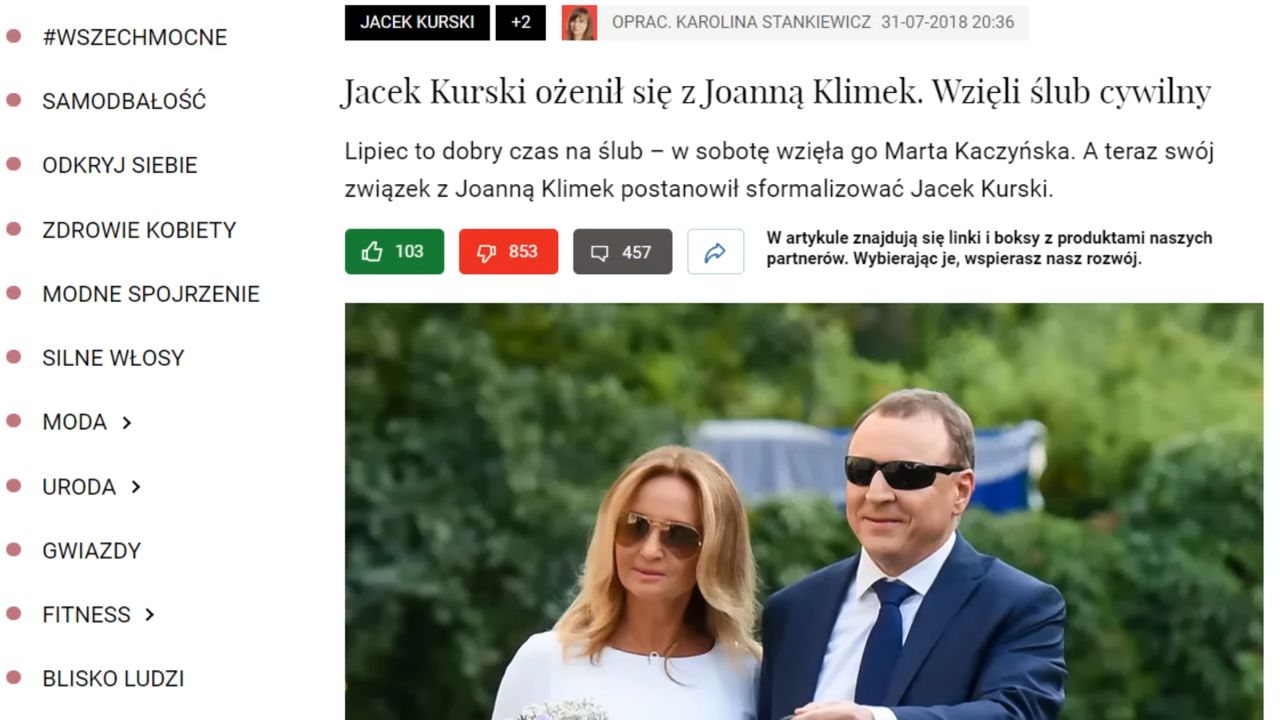 #WSZECHMOCNE
SAMODBAŁOŚĆ
ODKRYJ SIEBIE
ZDROWIE KOBIETY
MODNE SPOJRZENIE
SILNE WŁOSY
MODA
URODA
GWIAZDY
FITNESS
BLISKO LUDZI
JACEK KURSKI +2 OPRAC. KAROLINA STANKIEWICZ 31-07-2018 20:36
Jacek Kurski ożenił się z Joanną Klimek. Wzięli ślub cywilny
Lipiec to dobry czas na ślub – w sobotę wzięła go Marta Kaczyńska. A teraz swój
związek z Joanną Klimek postanowił sformalizować Jacek Kurski.
103 853 457
W artykule znajdują się linki i boksy z produktami naszych
partnerów. Wybierając je, wspierasz nasz rozwój.